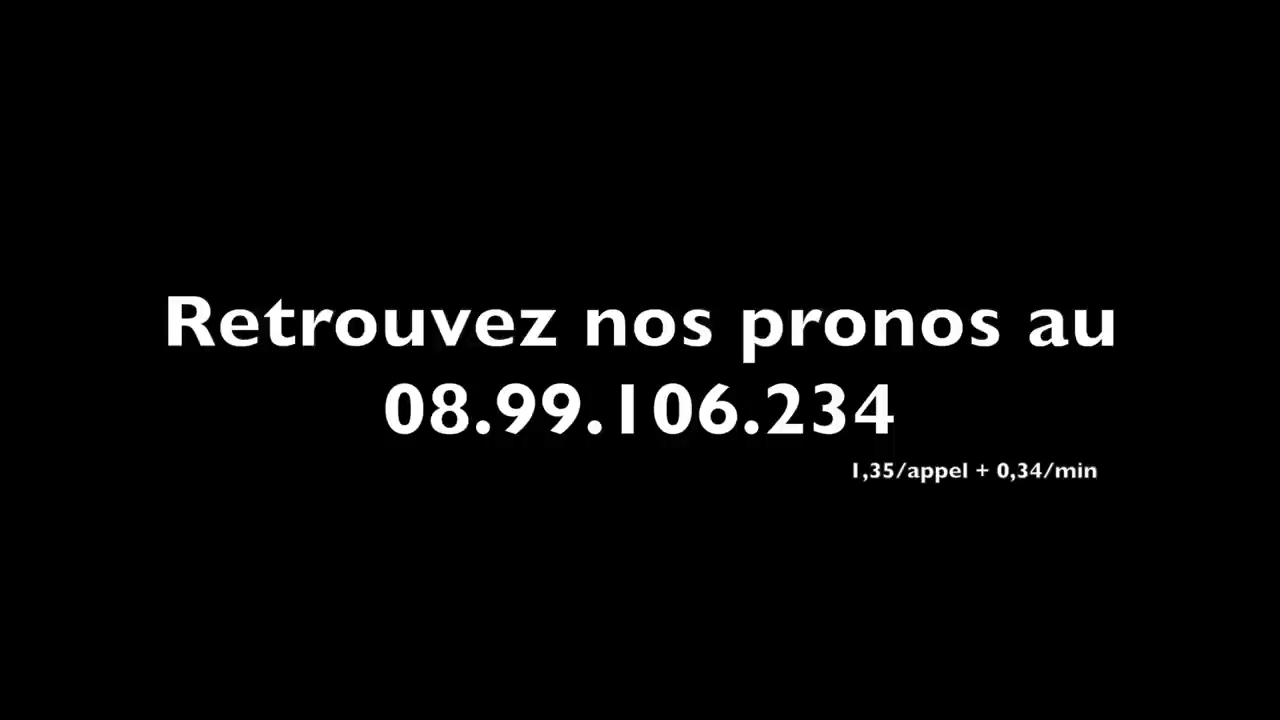 Retrouvez nos pronos au
08.99.106.234
1,35/appel + 0,34/min